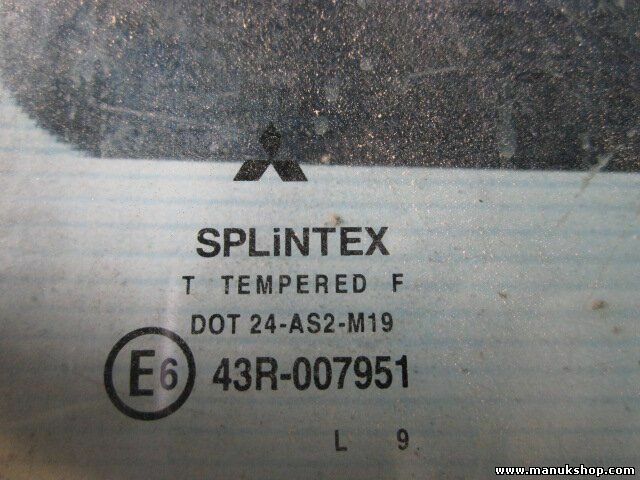 SPLiNTEX
T TEMPERED F
DOT 24-AS2-M19
E6 43R-007951
L 9
www.manukshop.com